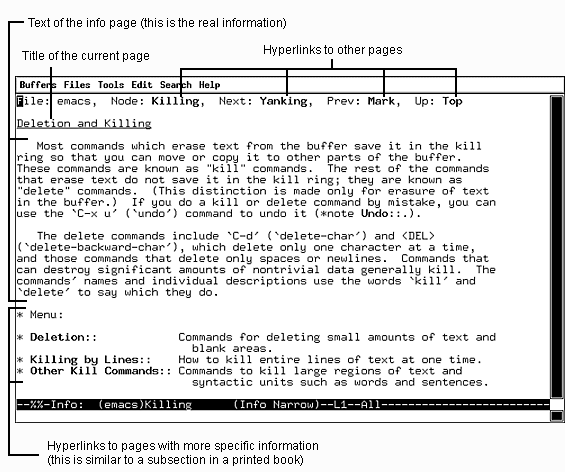 Text of the info page (this is the real information)
Title of the current page
Hyperlinks to other pages
Buffers Files Tools Edit Search Help
File: emacs,  Node: Killing,  Next: Yanking,  Prev: Mark,  Up: Top
Deletion and Killing
Most commands which erase text from the buffer save it in the kill
ring so that you can move or copy it to other parts of the buffer.
These commands are known as "kill" commands.  The rest of the commands
that erase text do not save it in the kill ring; they are known as
"delete" commands.  (This distinction is made only for erasure of text
in the buffer.)  If you do a kill or delete command by mistake, you can
use the `C-x u' (`undo') command to undo it (*note Undo::.).
The delete commands include `C-d' (`delete-char') and <DEL>
(`delete-backward-char'), which delete only one character at a time,
and those commands that delete only spaces or newlines.  Commands that
can destroy significant amounts of nontrivial data generally kill.  The
commands' names and individual descriptions use the words `kill' and
`delete' to say which they do.
* Menu:
* Deletion::            Commands for deleting small amounts of text and
blank areas.
* Killing by Lines::    How to kill entire lines of text at one time.
* Other Kill Commands:: Commands to kill large regions of text and
syntactic units such as words and sentences.
--%%-Info:  (emacs)Killing      (Info Narrow)--L1--All------------------------
Hyperlinks to pages with more specific information
(this is similar to a subsection in a printed book)